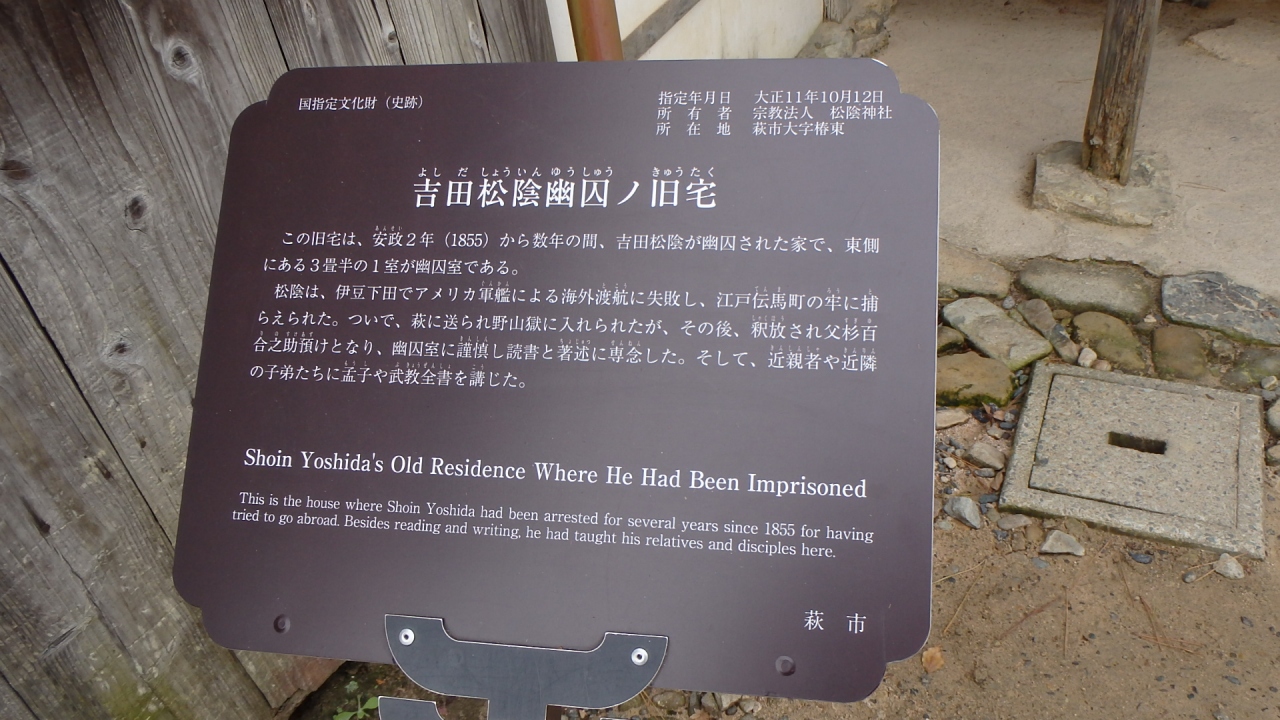 国指定文化財（史跡）
指定年月日 大正11年10月12日
所有者 宗教法人 松陰神社
所在地 萩市大字椿東
よし だ しょういん ゆうしゅう きゅうたく
吉田松陰幽囚ノ旧宅
この旧宅は、安政２年（1855）から数年の間、吉田松陰が幽囚された家で、東側
にある３畳半の１室が幽囚室である。
松陰は、伊豆下田でアメリカ軍艦による海外渡航に失敗し、江戸伝馬町の牢に捕
らえられた。ついで、萩に送られ野山獄に入れられたが、その後、釈放され父杉百
合之助預けとなり、幽囚室に謹慎し読書と著述に専念した。そして、近親者や近隣
の子弟たちに孟子や武教全書を講じた。
Shoin Yoshida's Old Residence Where He Had Been Imprisoned
This is the house where Shoin Yoshida had been arrested for several years since 1855 for having
tried to go abroad. Besides reading and writing, he had taught his relatives and disciples here.
萩 市